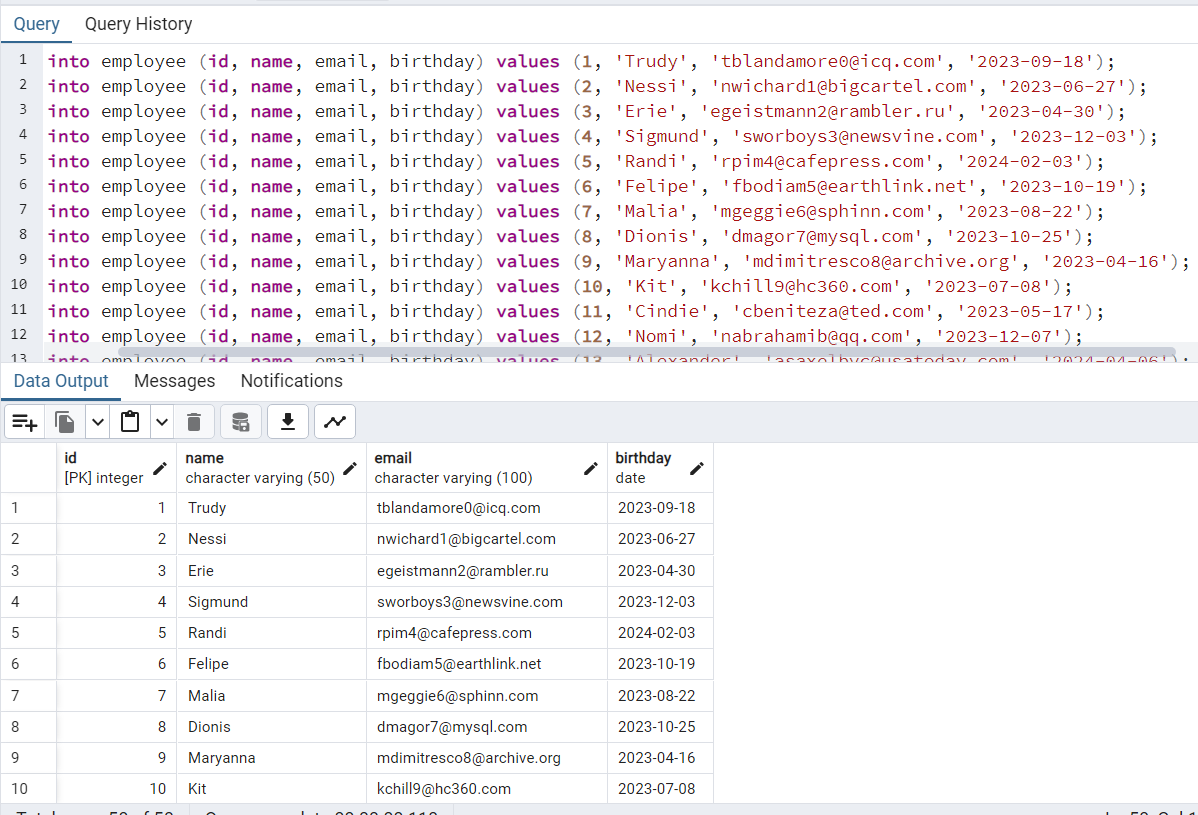 Query Query History
1 into employee (id, name, email, birthday) values (1, 'Trudy', 'tblandamore0@icq.com', '2023-09-18');
2 into employee (id, name, email, birthday) values (2, 'Nessi', 'nwichard1@bigcartel.com', '2023-06-27');
3 into employee (id, name, email, birthday) values (3, 'Erie', 'egeistmann2@rambler.ru', '2023-04-30');
4 into employee (id, name, email, birthday) values (4, 'Sigmund', 'sworboys3@newsvine.com', '2023-12-03');
5 into employee (id, name, email, birthday) values (5, 'Randi', 'rpim4@cafepress.com', '2024-02-03');
6 into employee (id, name, email, birthday) values (6, 'Felipe', 'fbodiam5@earthlink.net', '2023-10-19');
7 into employee (id, name, email, birthday) values (7, 'Malia', 'mgeggie6@sphinn.com', '2023-08-22');
8 into employee (id, name, email, birthday) values (8, 'Dionis', 'dmagor7@mysql.com', '2023-10-25');
9 into employee (id, name, email, birthday) values (9, 'Maryanna', 'mdimitresco8@archive.org', '2023-04-16');
10 into employee (id, name, email, birthday) values (10, 'Kit', 'kchill9@hc360.com', '2023-07-08');
11 into employee (id, name, email, birthday) values (11, 'Cindie', 'cbeniteza@ted.com', '2023-05-17');
12 into employee (id, name, email, birthday) values (12, 'Nomi', 'nabrahamib@qq.com', '2023-12-07');
13 into employee (id, name, email, birthday) values (13, 'Alexander',
Data Output Messages Notifications
id name email birthday
[PK] integer character varying (50) character varying (100) date
1 1 Trudy tblandamore0@icq.com 2023-09-18
2 2 Nessi nwichard1@bigcartel.com 2023-06-27
3 3 Erie egeistmann2@rambler.ru 2023-04-30
4 4 Sigmund sworboys3@newsvine.com 2023-12-03
5 5 Randi rpim4@cafepress.com 2024-02-03
6 6 Felipe fbodiam5@earthlink.net 2023-10-19
7 7 Malia mgeggie6@sphinn.com 2023-08-22
8 8 Dionis dmagor7@mysql.com 2023-10-25
9 9 Maryanna mdimitresco8@archive.org 2023-04-16
10 10 Kit kchill9@hc360.com 2023-07-08